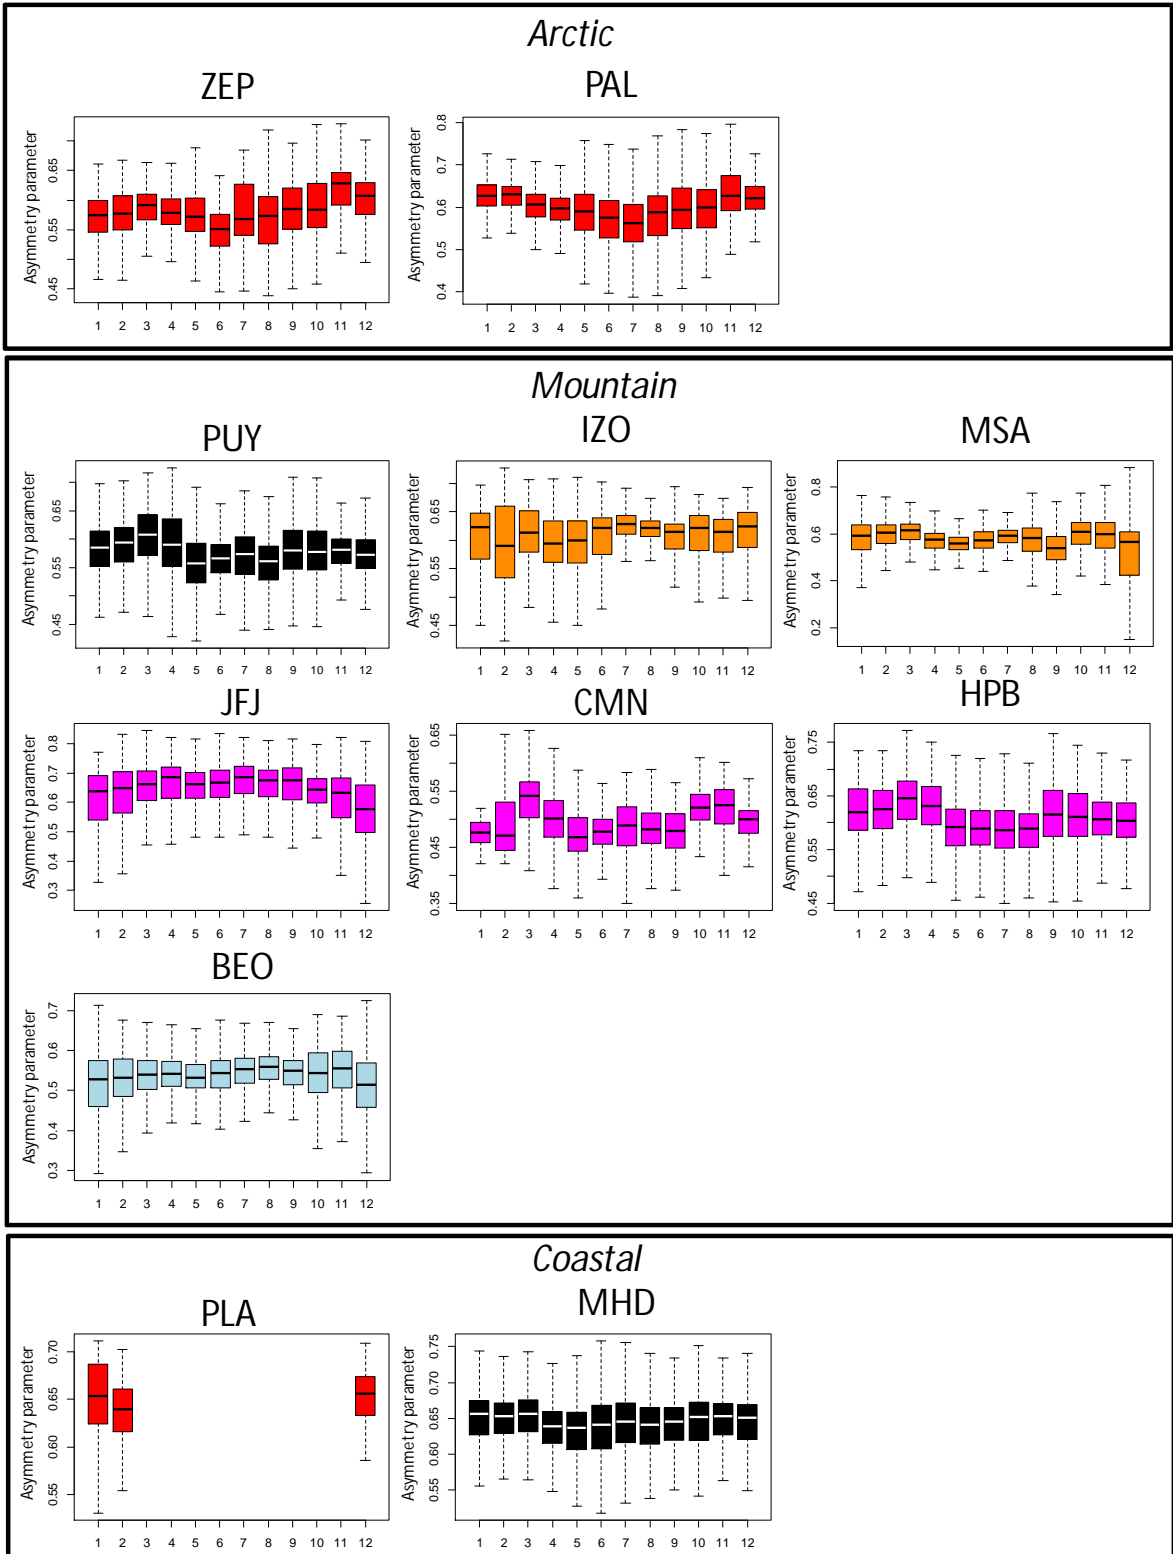 Arctic
ZEP
PAL
Asymmetry parameter
0.45 0.55 0.65
1 2 3 4 5 6 7 8 9 10 11 12
Asymmetry parameter
0.4 0.5 0.6 0.7 0.8
1 2 3 4 5 6 7 8 9 10 11 12
Mountain
PUY
IZO
MSA
Asymmetry parameter
0.45 0.55 0.65
1 2 3 4 5 6 7 8 9 10 11 12
Asymmetry parameter
0.45 0.55 0.65
1 2 3 4 5 6 7 8 9 10 11 12
Asymmetry parameter
0.2 0.4 0.6 0.8
1 2 3 4 5 6 7 8 9 10 11 12
JFJ
CMN
HPB
Asymmetry parameter
0.3 0.4 0.5 0.6 0.7 0.8
1 2 3 4 5 6 7 8 9 10 11 12
Asymmetry parameter
0.35 0.45 0.55 0.65
1 2 3 4 5 6 7 8 9 10 11 12
Asymmetry parameter
0.45 0.55 0.65 0.75
1 2 3 4 5 6 7 8 9 10 11 12
BEO
Asymmetry parameter
0.3 0.4 0.5 0.6 0.7
1 2 3 4 5 6 7 8 9 10 11 12
Coastal
PLA
MHD
Asymmetry parameter
0.55 0.60 0.65 0.70
1 2 3 4 5 6 7 8 9 10 11 12
Asymmetry parameter
0.55 0.60 0.65 0.70 0.75
1 2 3 4 5 6 7 8 9 10 11 12